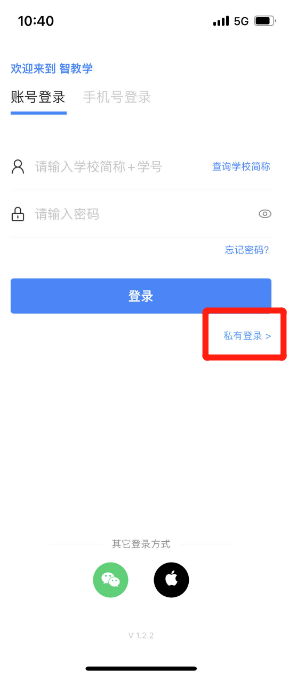 10:40 5G
欢迎来到 智教学
账号登录 手机号登录
请输入学校简称+学号 查询学校简称
请输入密码
忘记密码?
登录
私有登录 >
其它登录方式
V 1.2.2